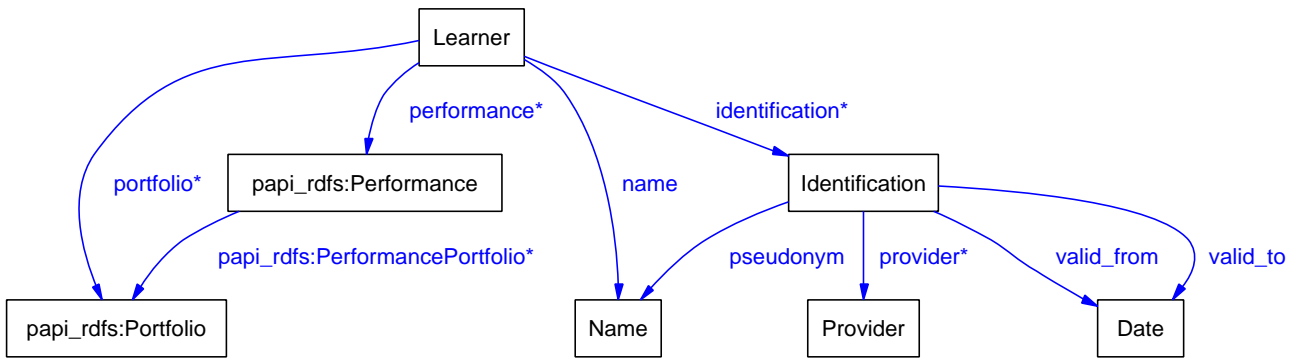 Learner
performance*
identification*
portfolio*
papi_rdfs:Performance
name
Identification
papi_rdfs:PerformancePortfolio*
pseudonym
provider*
valid_from
valid_to
papi_rdfs:Portfolio
Name
Provider
Date